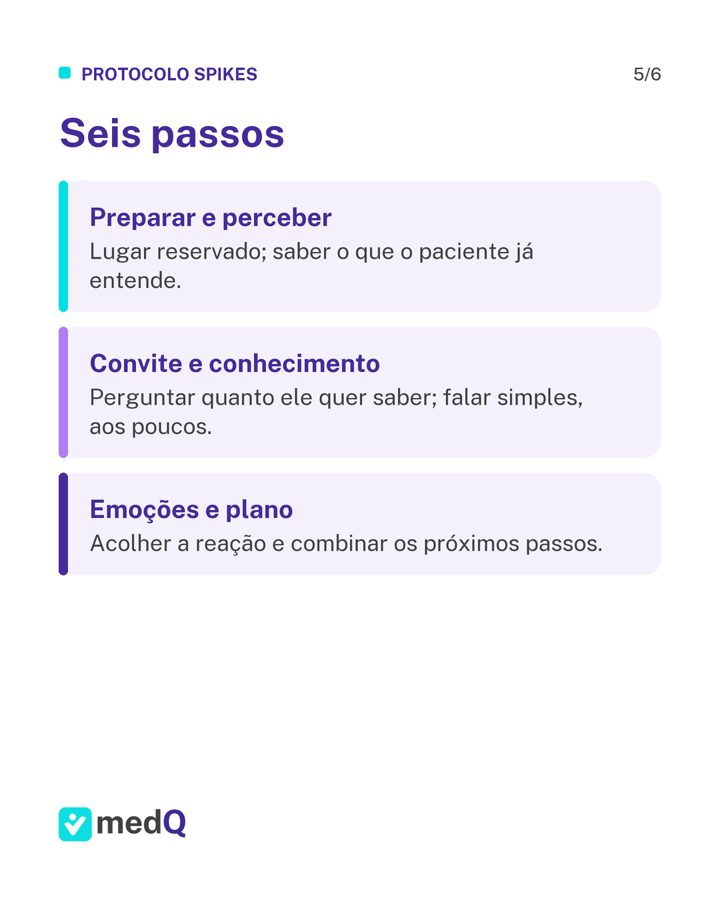 PROTOCOLO SPIKES
5/6
Seis passos
Preparar e perceber
Lugar reservado; saber o que o paciente já
entende.
Convite e conhecimento
Perguntar quanto ele quer saber; falar simples,
aos poucos.
Emoções e plano
Acolher a reação e combinar os próximos passos.
medQ